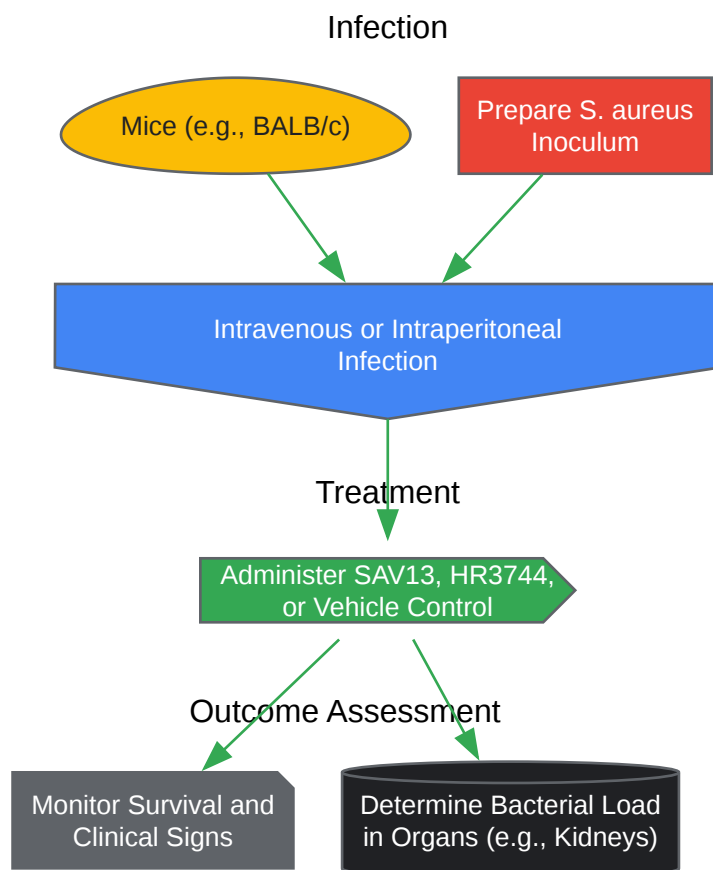 Infection
Mice (e.g., BALB/c)
Prepare S. aureus
Inoculum
Intravenous or Intraperitoneal
Infection
Treatment
Administer SAV13, HR3744,
or Vehicle Control
Outcome Assessment
Monitor Survival and
Clinical Signs
Determine Bacterial Load
in Organs (e.g., Kidneys)